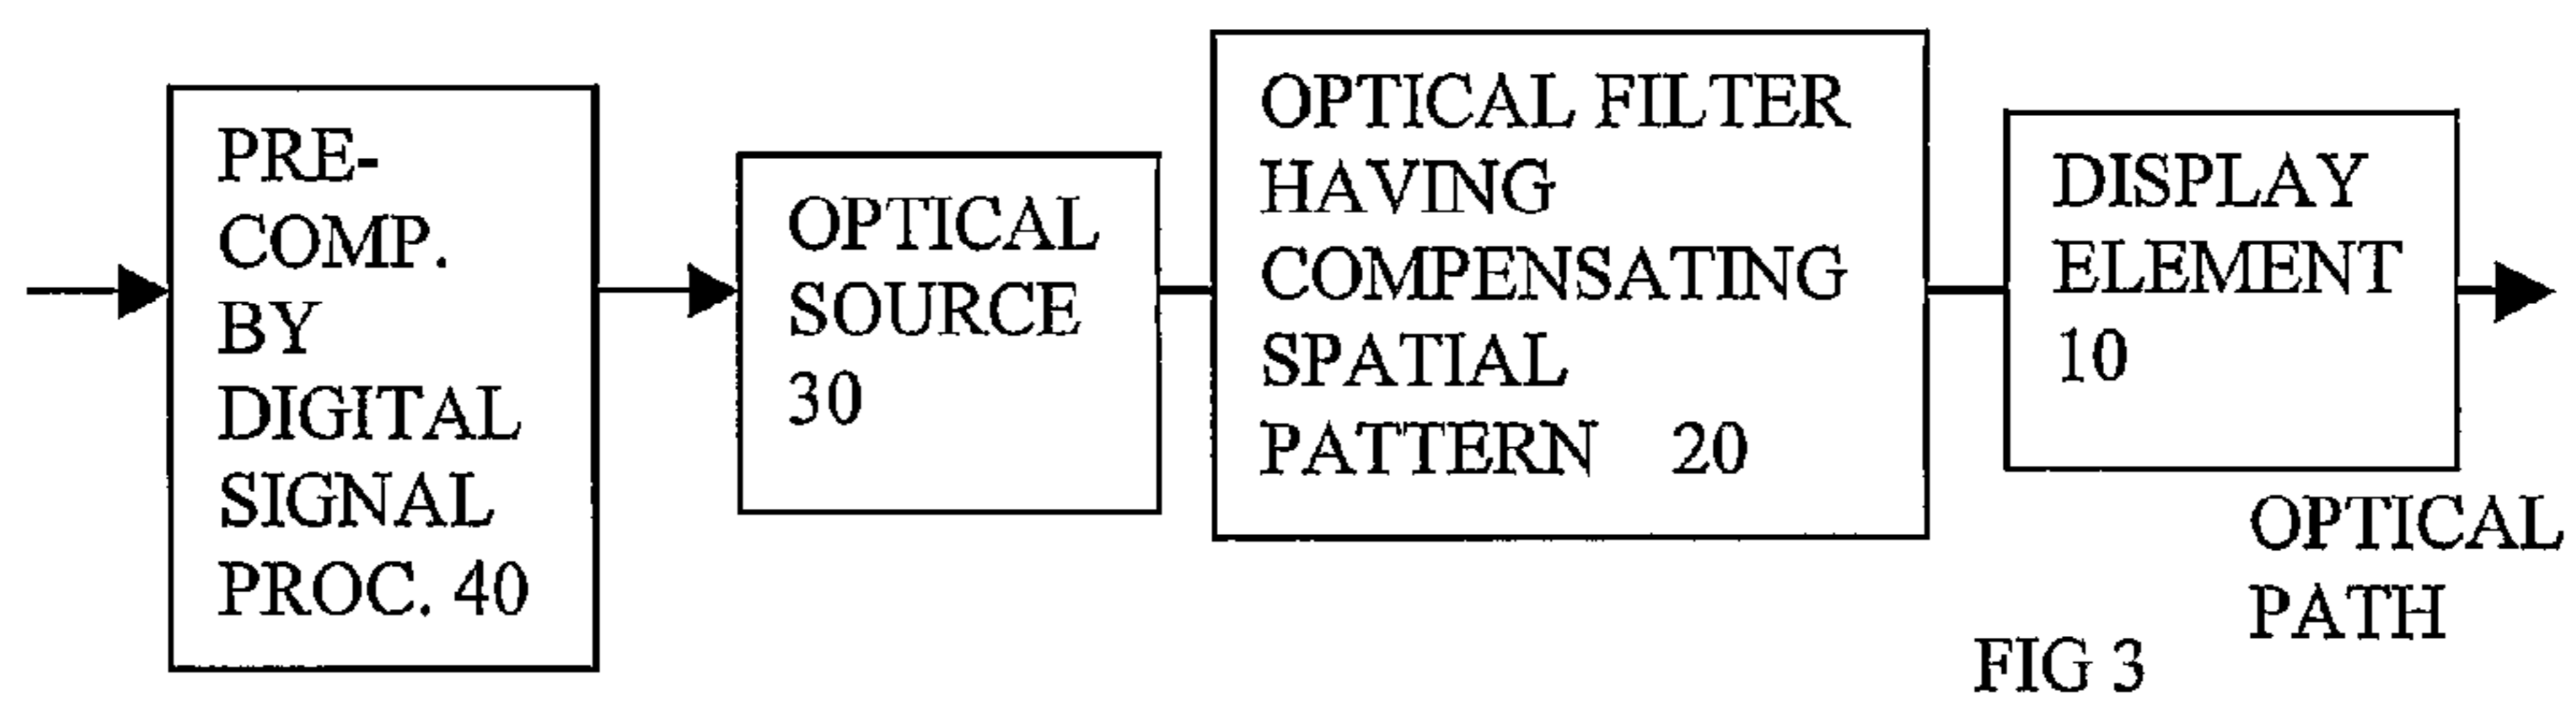 PRE-
COMP.
BY
DIGITAL
SIGNAL
PROC. 40
OPTICAL
SOURCE
30
OPTICAL FILTER
HAVING
COMPENSATING
SPATIAL
PATTERN 20
DISPLAY
ELEMENT
10
OPTICAL
PATH
FIG 3